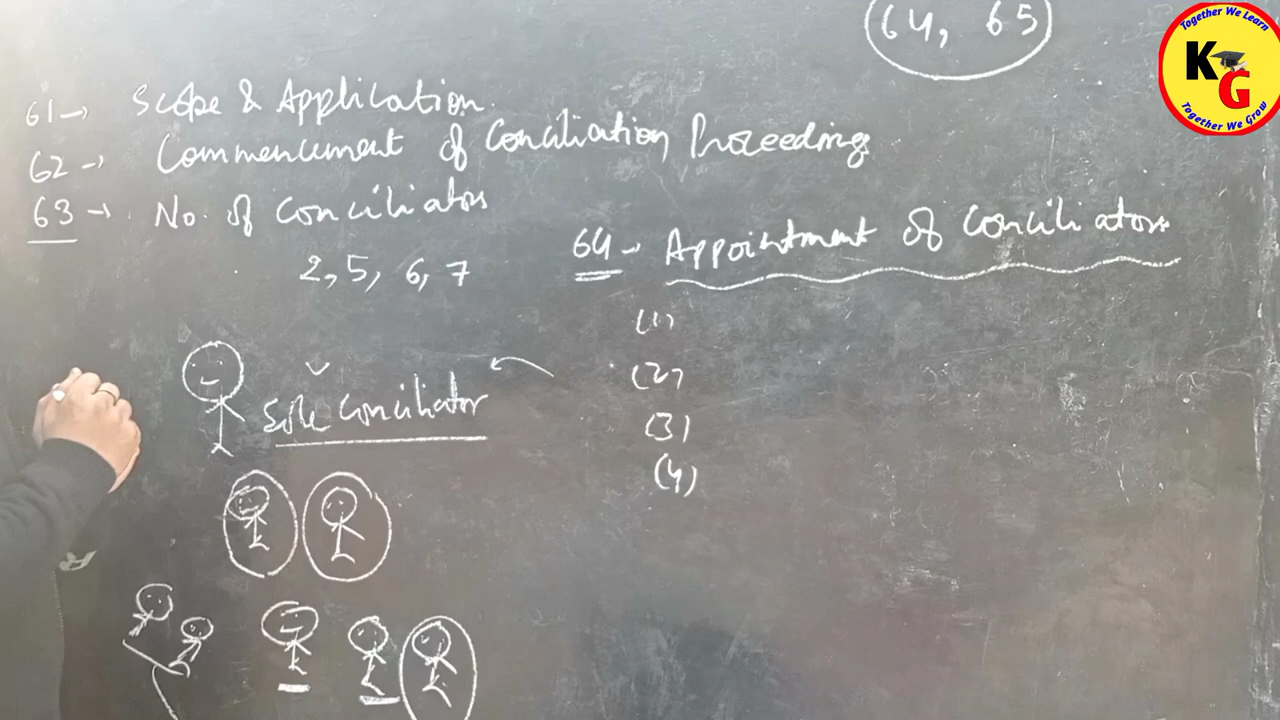 64, 65
Together We Learn
KG
Together We Grow
61 → Scope & Application.
62 → Commencement of Conciliation Proceeding
63 → No. of Conciliators
2, 5, 6, 7
64 → Appointment of Conciliators
(1)
(2)
(3)
(4)
Sole Conciliator